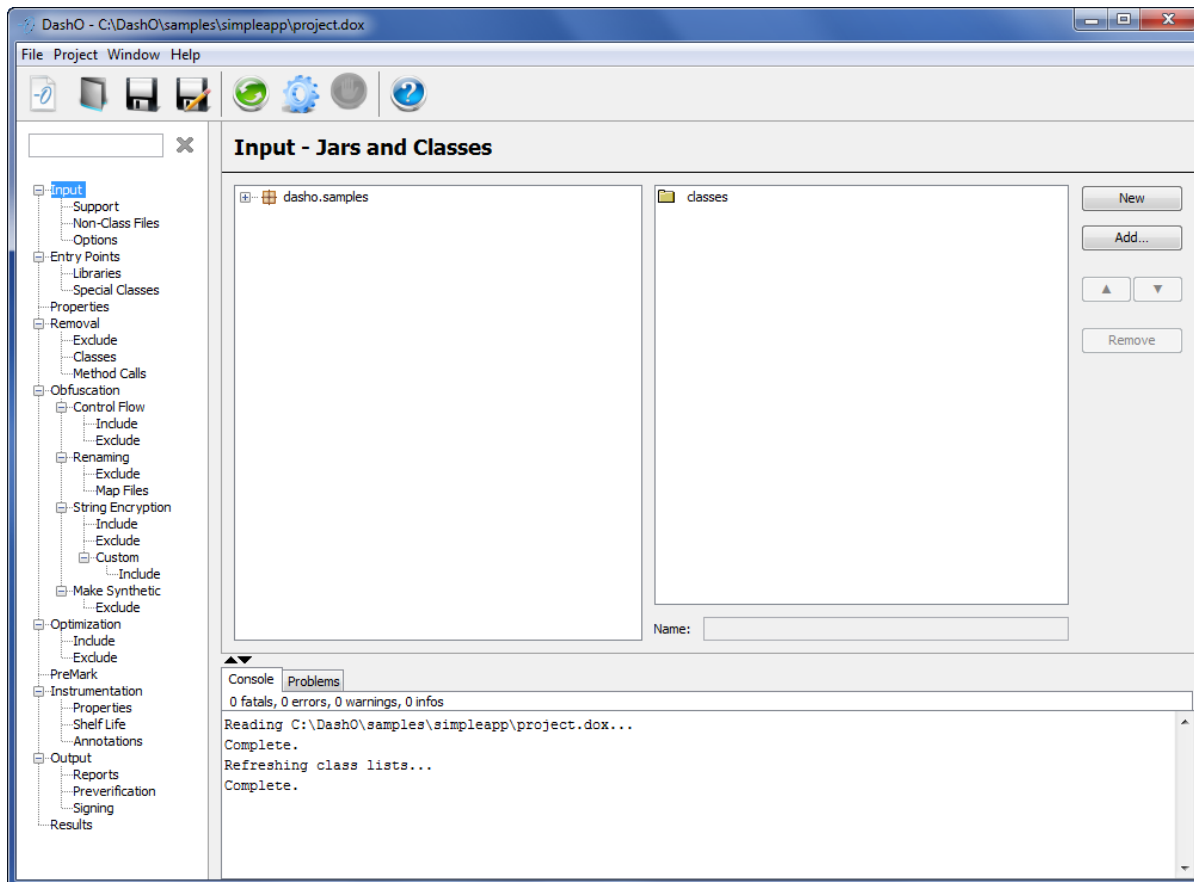 DashO - C:\DashO\samples\simpleapp\project.dox
File Project Window Help
Input - Jars and Classes
Input
Support
Non-Class Files
Options
Entry Points
Libraries
Special Classes
Properties
Removal
Exclude
Classes
Method Calls
Obfuscation
Control Flow
Include
Exclude
Renaming
Exclude
Map Files
String Encryption
Include
Exclude
Custom
Include
Make Synthetic
Exclude
Optimization
Include
Exclude
PreMark
Instrumentation
Properties
Shelf Life
Annotations
Output
Reports
Preverification
Signing
Results
dasho.samples
classes
New
Add...
Remove
Name:
Console Problems
0 fatals, 0 errors, 0 warnings, 0 infos
Reading C:\DashO\samples\simpleapp\project.dox...
Complete.
Refreshing class lists...
Complete.